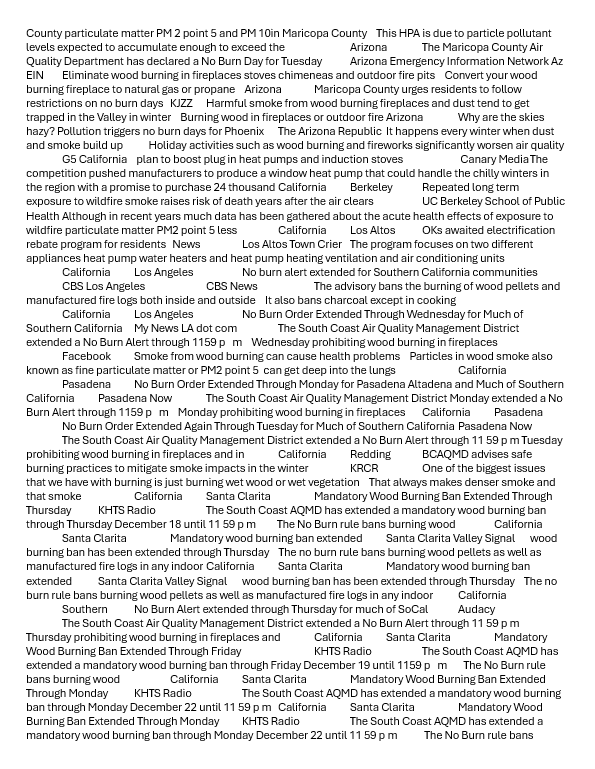 County particulate matter PM 2 point 5 and PM 10in Maricopa County This HPA is due to particle pollutant
levels expected to accumulate enough to exceed the Arizona The Maricopa County Air
Quality Department has declared a No Burn Day for Tuesday Arizona Emergency Information Network Az
EIN Eliminate wood burning in fireplaces stoves chimeneas and outdoor fire pits Convert your wood
burning fireplace to natural gas or propane Arizona Maricopa County urges residents to follow
restrictions on no burn days KJZZ Harmful smoke from wood burning fireplaces and dust tend to get
trapped in the Valley in winter Burning wood in fireplaces or outdoor fire Arizona Why are the skies
hazy? Pollution triggers no burn days for Phoenix The Arizona Republic It happens every winter when dust
and smoke build up Holiday activities such as wood burning and fireworks significantly worsen air quality
G5 California plan to boost plug in heat pumps and induction stoves Canary MediaThe
competition pushed manufacturers to produce a window heat pump that could handle the chilly winters in
the region with a promise to purchase 24 thousand California Berkeley Repeated long term
exposure to wildfire smoke raises risk of death years after the air clears UC Berkeley School of Public
Health Although in recent years much data has been gathered about the acute health effects of exposure to
wildfire particulate matter PM2 point 5 less California Los Altos OKs awaited electrification
rebate program for residents News Los Altos Town Crier The program focuses on two different
appliances heat pump water heaters and heat pump heating ventilation and air conditioning units
California Los Angeles No burn alert extended for Southern California communities
CBS Los Angeles CBS News The advisory bans the burning of wood pellets and
manufactured fire logs both inside and outside It also bans charcoal except in cooking
California Los Angeles No Burn Order Extended Through Wednesday for Much of
Southern California My News LA dot com The South Coast Air Quality Management District
extended a No Burn Alert through 1159 p m Wednesday prohibiting wood burning in fireplaces
Facebook Smoke from wood burning can cause health problems Particles in wood smoke also
known as fine particulate matter or PM2 point 5 can get deep into the lungs California
Pasadena No Burn Order Extended Through Monday for Pasadena Altadena and Much of Southern
California Pasadena Now The South Coast Air Quality Management District Monday extended a No
Burn Alert through 1159 p m Monday prohibiting wood burning in fireplaces California Pasadena
No Burn Order Extended Again Through Tuesday for Much of Southern California Pasadena Now
The South Coast Air Quality Management District extended a No Burn Alert through 11 59 p m Tuesday
prohibiting wood burning in fireplaces and in California Redding BCAQMD advises safe
burning practices to mitigate smoke impacts in the winter KRCR One of the biggest issues
that we have with burning is just burning wet wood or wet vegetation That always makes denser smoke and
that smoke California Santa Clarita Mandatory Wood Burning Ban Extended Through
Thursday KHTS Radio The South Coast AQMD has extended a mandatory wood burning ban
through Thursday December 18 until 11 59 p m The No Burn rule bans burning wood California
Santa Clarita Mandatory wood burning ban extended Santa Clarita Valley Signal wood
burning ban has been extended through Thursday The no burn rule bans burning wood pellets as well as
manufactured fire logs in any indoor California Santa Clarita Mandatory wood burning ban
extended Santa Clarita Valley Signal wood burning ban has been extended through Thursday The no
burn rule bans burning wood pellets as well as manufactured fire logs in any indoor California
Southern No Burn Alert extended through Thursday for much of SoCal Audacy
The South Coast Air Quality Management District extended a No Burn Alert through 11 59 p m
Thursday prohibiting wood burning in fireplaces and California Santa Clarita Mandatory
Wood Burning Ban Extended Through Friday KHTS Radio The South Coast AQMD has
extended a mandatory wood burning ban through Friday December 19 until 1159 p m The No Burn rule
bans burning wood California Santa Clarita Mandatory Wood Burning Ban Extended
Through Monday KHTS Radio The South Coast AQMD has extended a mandatory wood burning
ban through Monday December 22 until 11 59 p m California Santa Clarita Mandatory Wood
Burning Ban Extended Through Monday KHTS Radio The South Coast AQMD has extended a
mandatory wood burning ban through Monday December 22 until 11 59 p m The No Burn rule bans